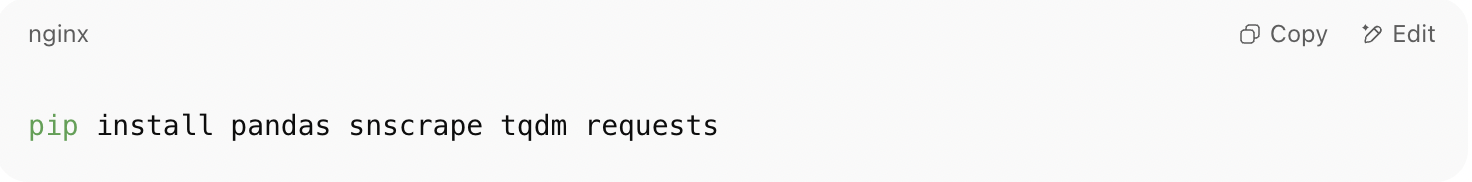 nginx Copy Edit
pip install pandas snscrape tqdm requests